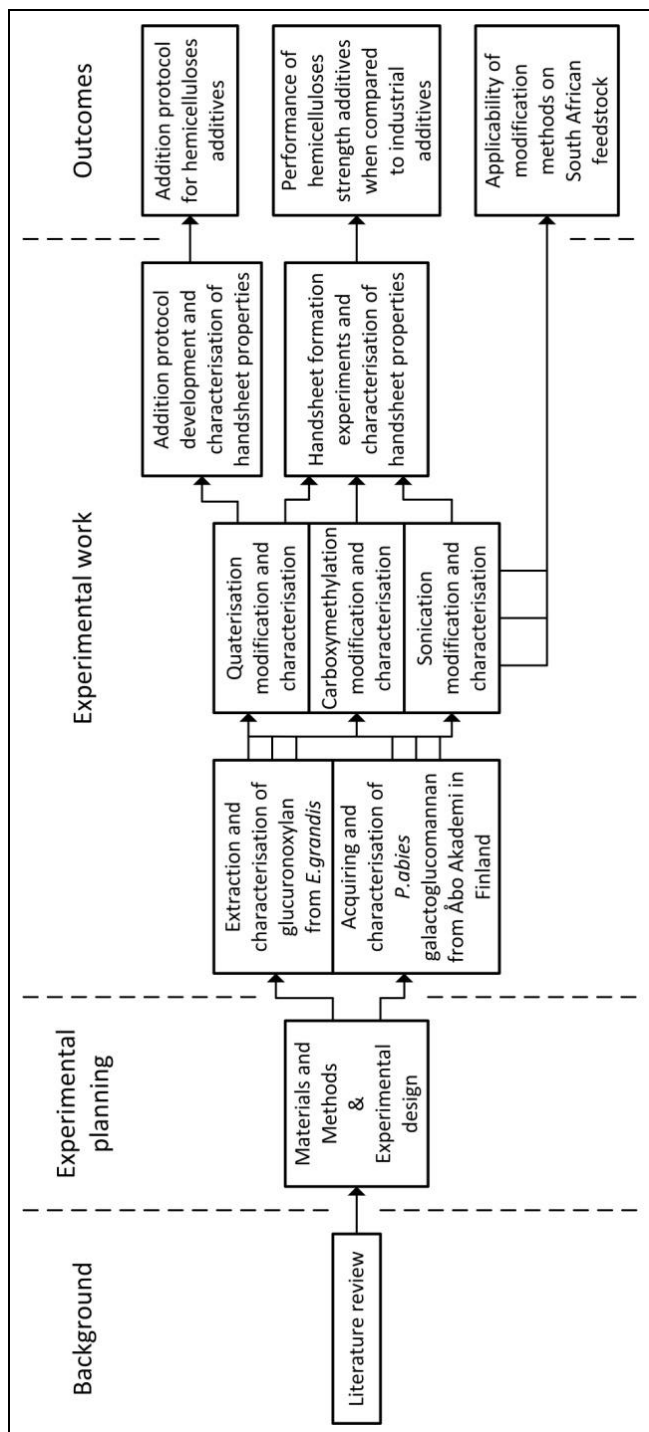 Background
Experimental
planning
Experimental work
Outcomes
Literature review
Materials and
Methods
&
Experimental
design
Extraction and
characterisation of
glucuronoxylan
from E.grandis
Acquiring and
characterisation of
P.abies
galactoglucomannan
from Åbo Akademi in
Finland
Quaterisation
modification and
characterisation
Carboxymethylation
modification and
characterisation
Sonication
modification and
characterisation
Addition protocol
development and
characterisation of
handsheet properties
Handsheet formation
experiments and
characterisation of
handsheet properties
Addition protocol
for hemicelluloses
additives
Performance of
hemicelluloses
strength additives
when compared
to industrial
additives
Applicability of
modification
methods on
South African
feedstock